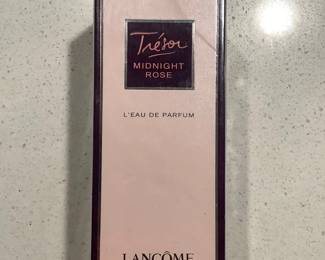 Trésor
MIDNIGHT
ROSE
L'EAU DE PARFUM
LANCÔME